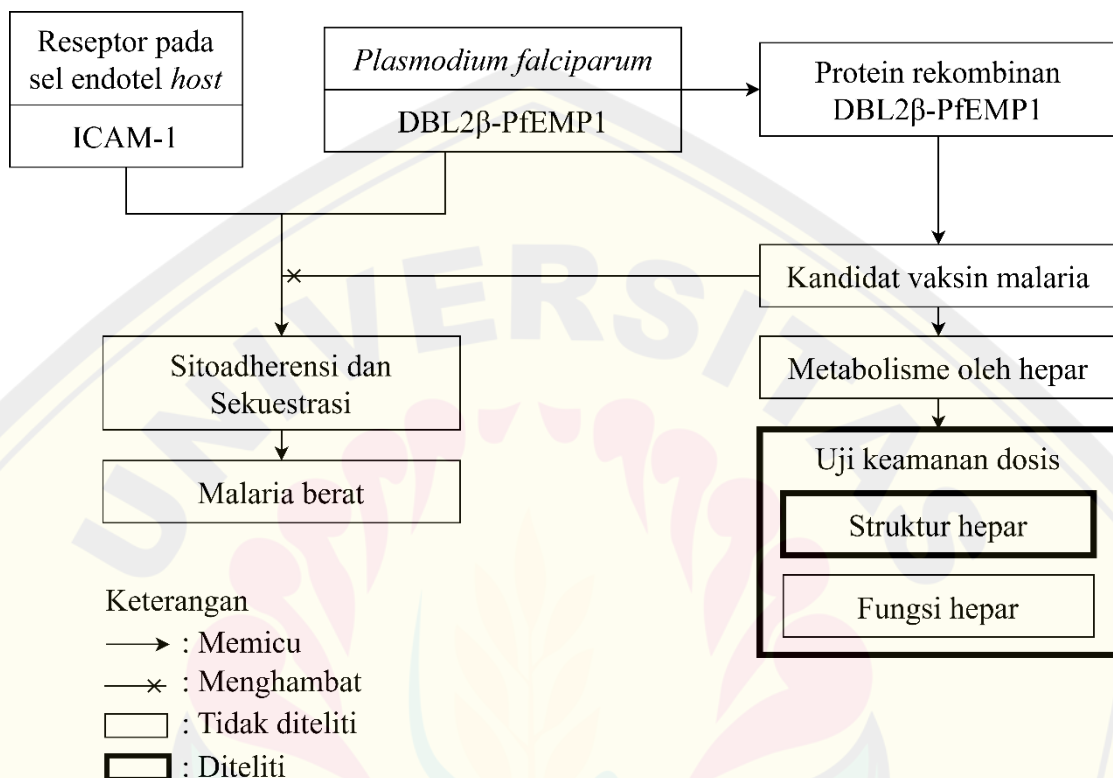 Reseptor pada
sel endotel host
ICAM-1
Plasmodium falciparum
DBL2β-PfEMP1
Protein rekombinan
DBL2β-PfEMP1
Kandidat vaksin malaria
Sitoadherensi dan
Sekuestrasi
Metabolisme oleh hepar
Malaria berat
Uji keamanan dosis
Struktur hepar
Fungsi hepar
Keterangan
: Memicu
: Menghambat
: Tidak diteliti
: Diteliti
UNIVERSITAS